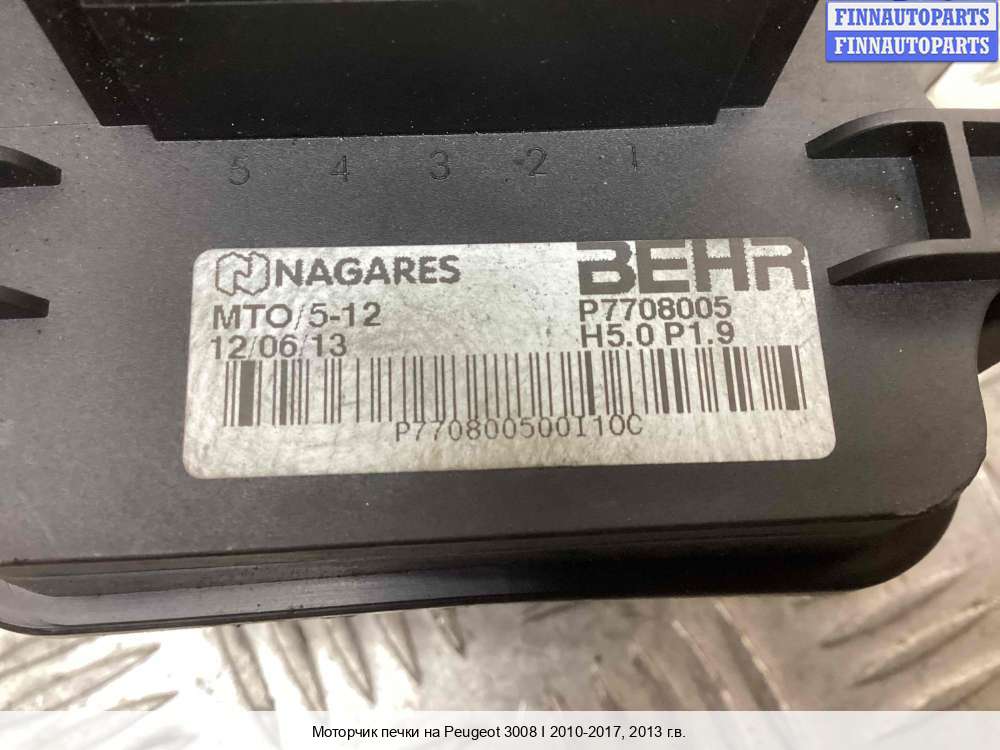 FINNAUTOPARTS
FINNAUTOPARTS
5 4 3 2 1
NAGARES
BEHR
MTO/5-12
P7708005
12/06/13
H5.0 P1.9
P770800500I10C
Моторчик печки на Peugeot 3008 I 2010-2017, 2013 г.в.